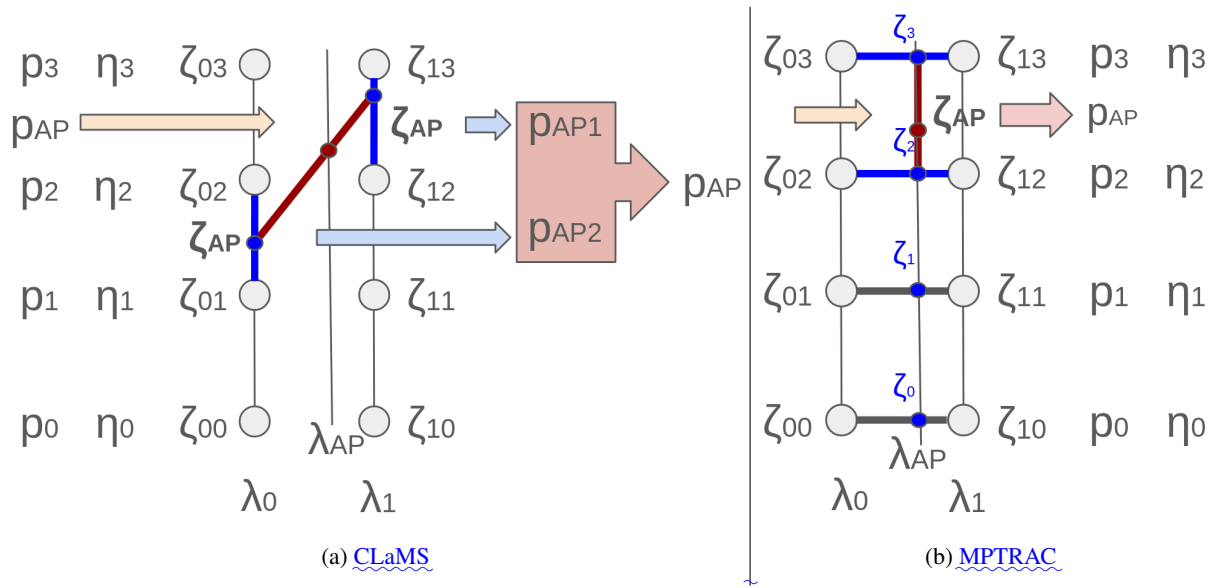 p3 η3 ζ03 ζ13
pAP ζAP pAP1
p2 η2 ζ02 ζ12 pAP
ζAP pAP2
p1 η1 ζ01 ζ11
p0 η0 ζ00 ζ10
λAP
λ0 λ1
(a) CLaMS
ζ3
ζ03 ζ13 p3 η3
ζAP pAP
ζ2
ζ02 ζ12 p2 η2
ζ1
ζ01 ζ11 p1 η1
ζ0
ζ00 ζ10 p0 η0
λAP
λ0 λ1
(b) MPTRAC